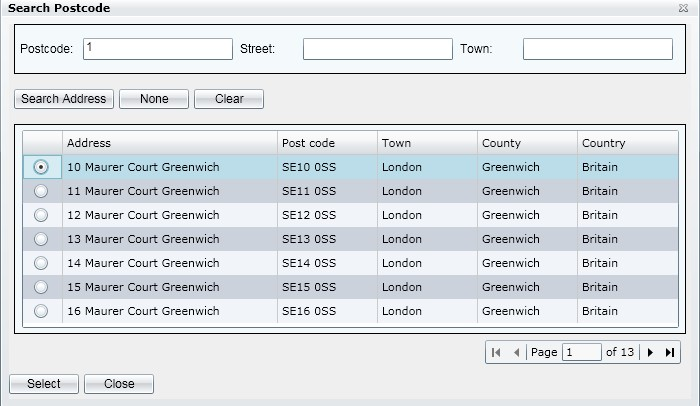 Search Postcode
Postcode: 1 Street: Town:
Search Address None Clear
Address Post code Town County Country
10 Maurer Court Greenwich SE10 0SS London Greenwich Britain
11 Maurer Court Greenwich SE11 0SS London Greenwich Britain
12 Maurer Court Greenwich SE12 0SS London Greenwich Britain
13 Maurer Court Greenwich SE13 0SS London Greenwich Britain
14 Maurer Court Greenwich SE14 0SS London Greenwich Britain
15 Maurer Court Greenwich SE15 0SS London Greenwich Britain
16 Maurer Court Greenwich SE16 0SS London Greenwich Britain
Page 1 of 13
Select Close